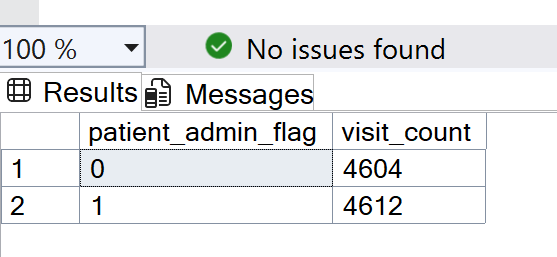 100 % No issues found
Results Messages
patient_admin_flag visit_count
1 0 4604
2 1 4612